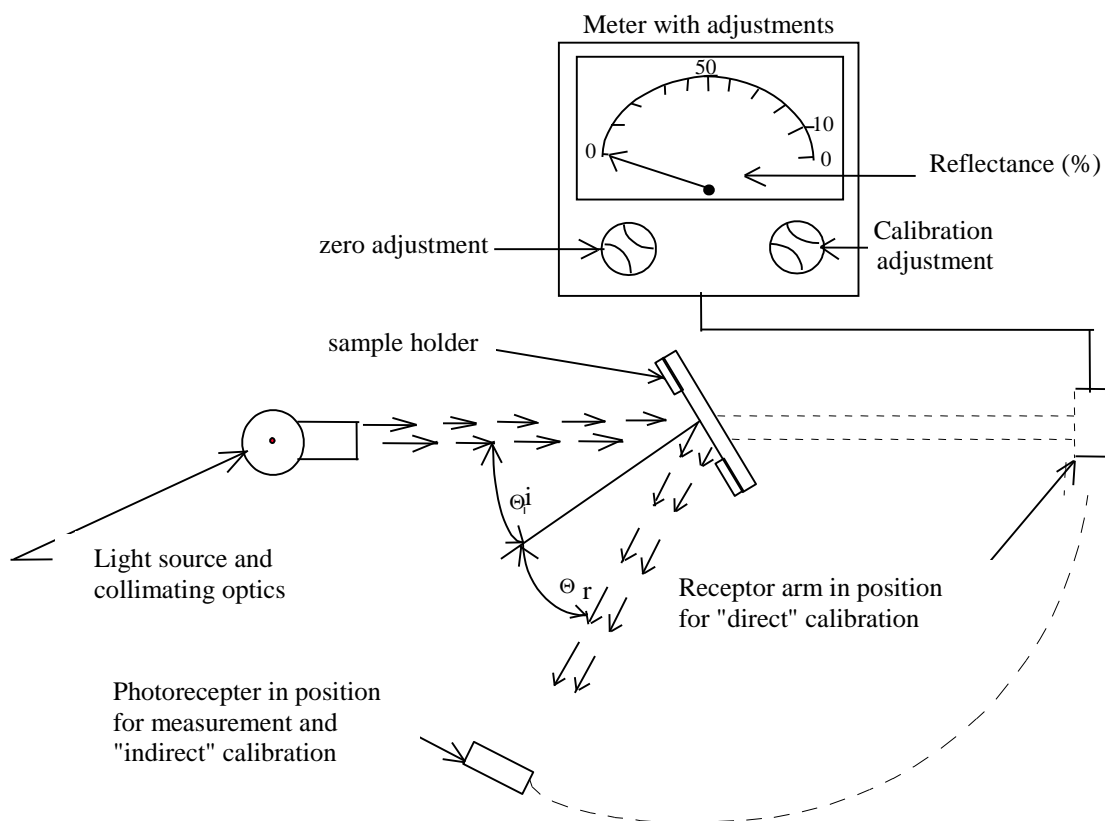 Meter with adjustments
50
10
0
0
Reflectance (%)
zero adjustment
Calibration
adjustment
sample holder
Θi
Θ r
Light source and
collimating optics
Receptor arm in position
for "direct" calibration
Photorecepter in position
for measurement and
"indirect" calibration